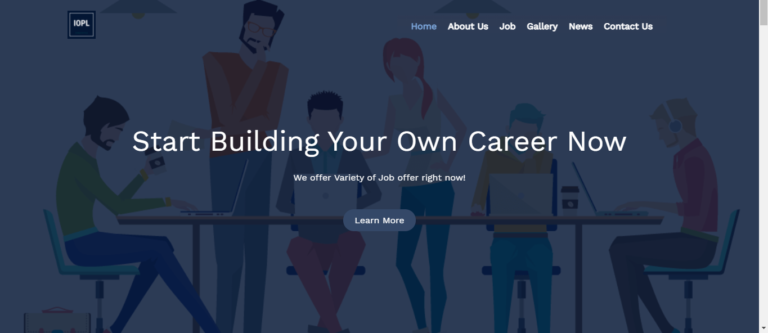 IOPL
Home About Us Job Gallery News Contact Us
Start Building Your Own Career Now
We offer Variety of Job offer right now!
Learn More